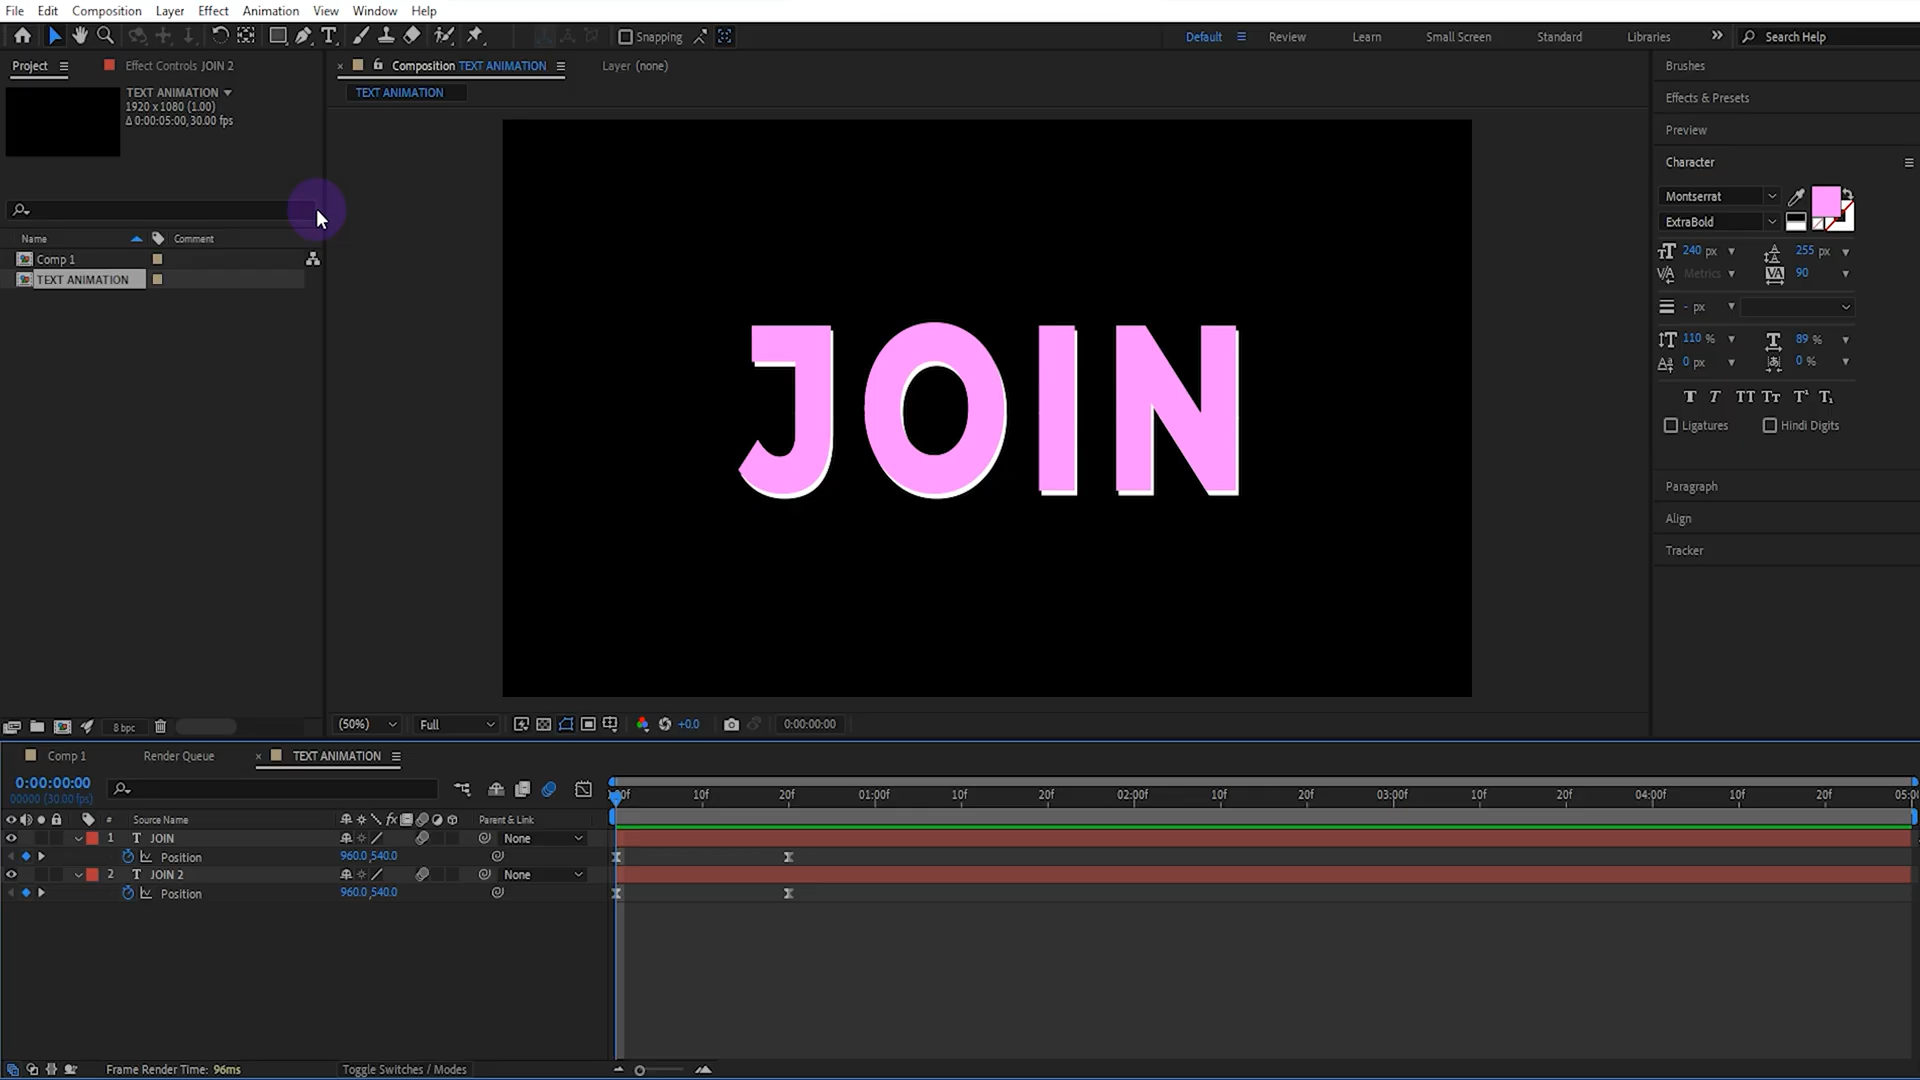 File Edit Composition Layer Effect Animation View Window Help
Snapping
Default Review Learn Small Screen Standard Libraries Search Help
Project Effect Controls JOIN 2
Composition TEXT ANIMATION Layer (none)
TEXT ANIMATION
TEXT ANIMATION
1920 x 1080 (1.00)
Δ 0:00:05:00, 30.00 fps
Name Comment
Comp 1
TEXT ANIMATION
JOIN
Brushes
Effects & Presets
Preview
Character
Montserrat
ExtraBold
240 px 255 px
Metrics 90
- px
110 % 89 %
0 px 0 %
Ligatures Hindi Digits
Paragraph
Align
Tracker
8 bpc
(50%) Full +0.0 0:00:00:00
Comp 1 Render Queue TEXT ANIMATION
0:00:00:00
00000 (30.00 fps)
10f 20f 01:00f 10f 20f 02:00f 10f 20f 03:00f 10f 20f 04:00f 10f 20f
# Source Name Parent & Link
1 T JOIN None
Position 960.0,540.0
2 T JOIN 2 None
Position 960.0,540.0
Frame Render Time: 96ms Toggle Switches / Modes